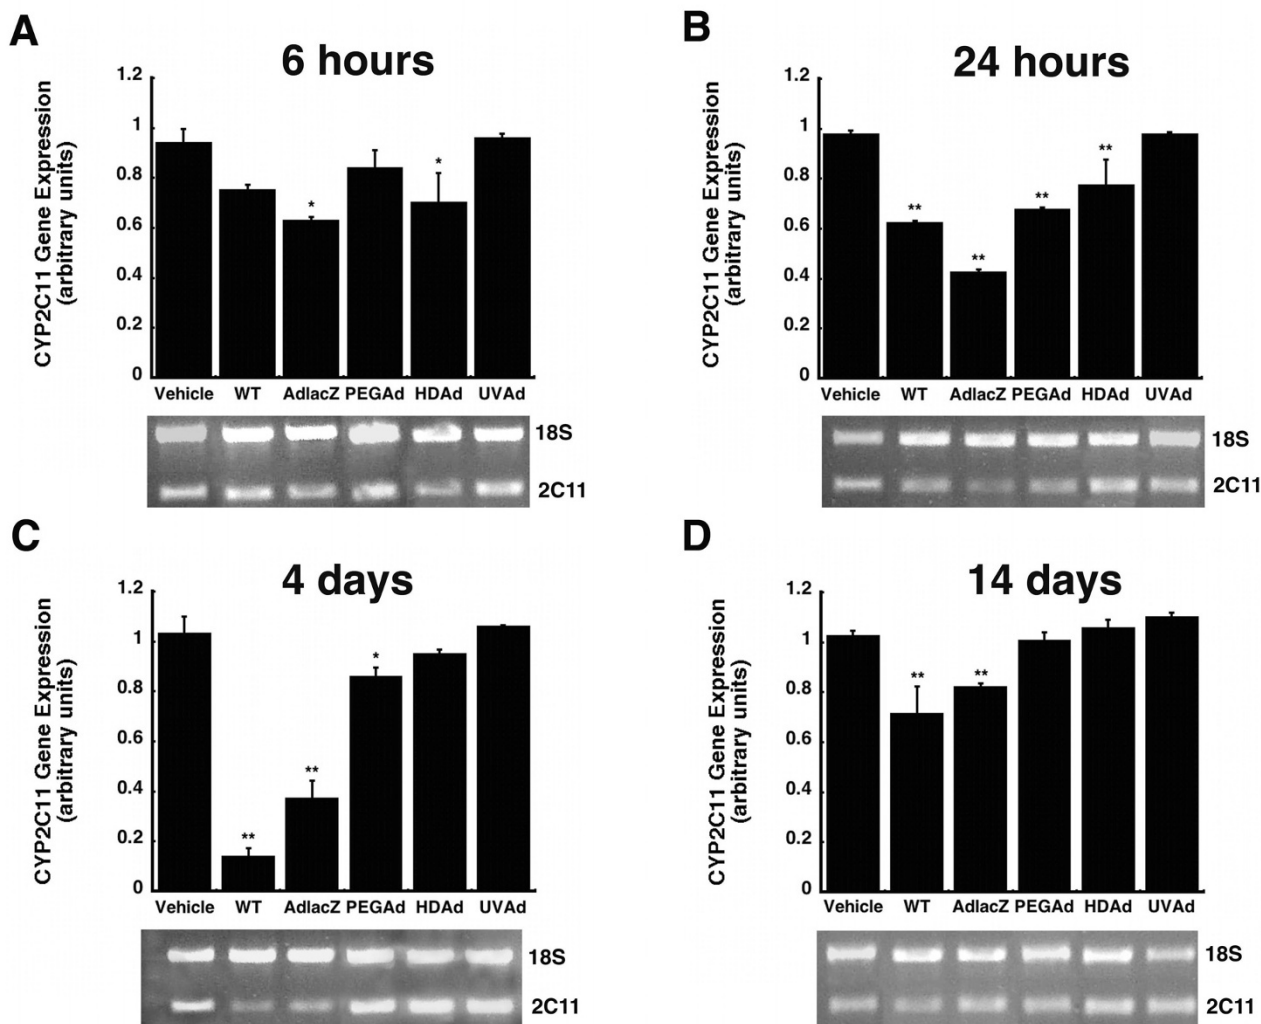 A
6 hours
CYP2C11 Gene Expression
(arbitrary units)
1.2
1
0.8
0.6
0.4
0.2
0
*
*
Vehicle WT AdlacZ PEGAd HDAd UVAd
18S
2C11
B
24 hours
CYP2C11 Gene Expression
(arbitrary units)
1.2
1
0.8
0.6
0.4
0.2
0
**
**
**
**
Vehicle WT AdlacZ PEGAd HDAd UVAd
18S
2C11
C
4 days
CYP2C11 Gene Expression
(arbitrary units)
1.2
1
0.8
0.6
0.4
0.2
0
**
**
*
Vehicle WT AdlacZ PEGAd HDAd UVAd
18S
2C11
D
14 days
CYP2C11 Gene Expression
(arbitrary units)
1.2
1
0.8
0.6
0.4
0.2
0
**
**
Vehicle WT AdlacZ PEGAd HDAd UVAd
18S
2C11